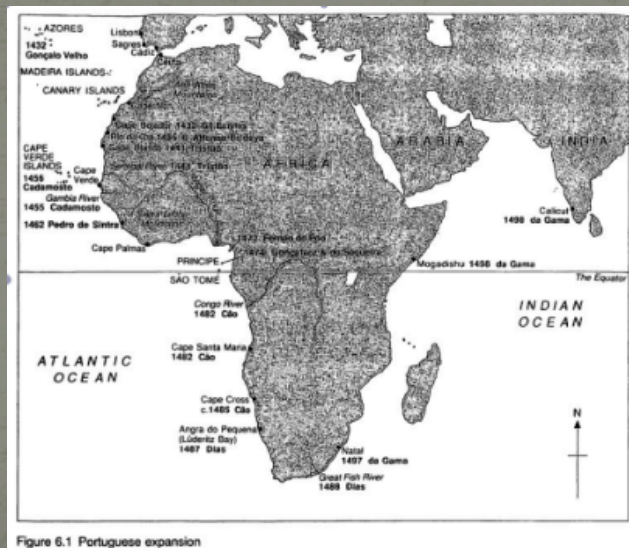 AZORES
1432
Gonçalo Velho
MADEIRA ISLANDS
CANARY ISLANDS
Lisbon
Sagres
Cádiz
Ceuta
CAPE
VERDE
ISLANDS
1456
Cadamosto
Cape
Verde
Gambia River
1455 Cadamosto
1462 Pedro de Sintra
Cape Palmas
AFRICA
ARABIA
INDIA
Calicut
1498 da Gama
PRINCIPE
SÃO TOMÉ
Mogadishu 1498 da Gama
The Equator
Congo River
1482 Cão
INDIAN
OCEAN
Cape Santa Maria
1482 Cão
ATLANTIC
OCEAN
Cape Cross
c.1485 Cão
Angra do Pequena
(Lüderitz Bay)
1487 Dias
Natal
1497 da Gama
Great Fish River
1488 Dias
N
Figure 6.1 Portuguese expansion